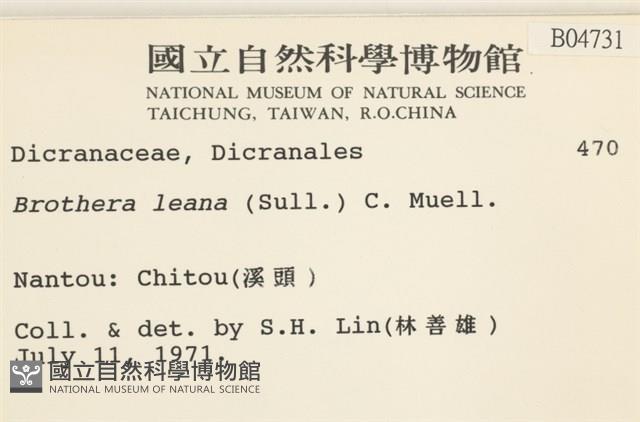 B04731
國立自然科學博物館
NATIONAL MUSEUM OF NATURAL SCIENCE
TAICHUNG, TAIWAN, R.O.CHINA
Dicranaceae, Dicranales 470
Brothera leana (Sull.) C. Muell.
Nantou: Chitou(溪頭)
Coll. & det. by S.H. Lin(林善雄)
July 11, 1971.
國立自然科學博物館
NATIONAL MUSEUM OF NATURAL SCIENCE